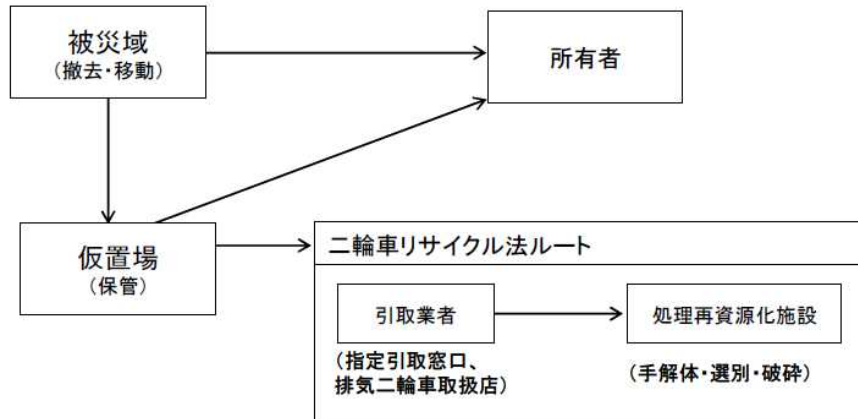 被災域
（撤去・移動）
所有者
仮置場
（保管）
二輪車リサイクル法ルート
引取業者
処理再資源化施設
（指定引取窓口、
排気二輪車取扱店）
（手解体・選別・破砕）